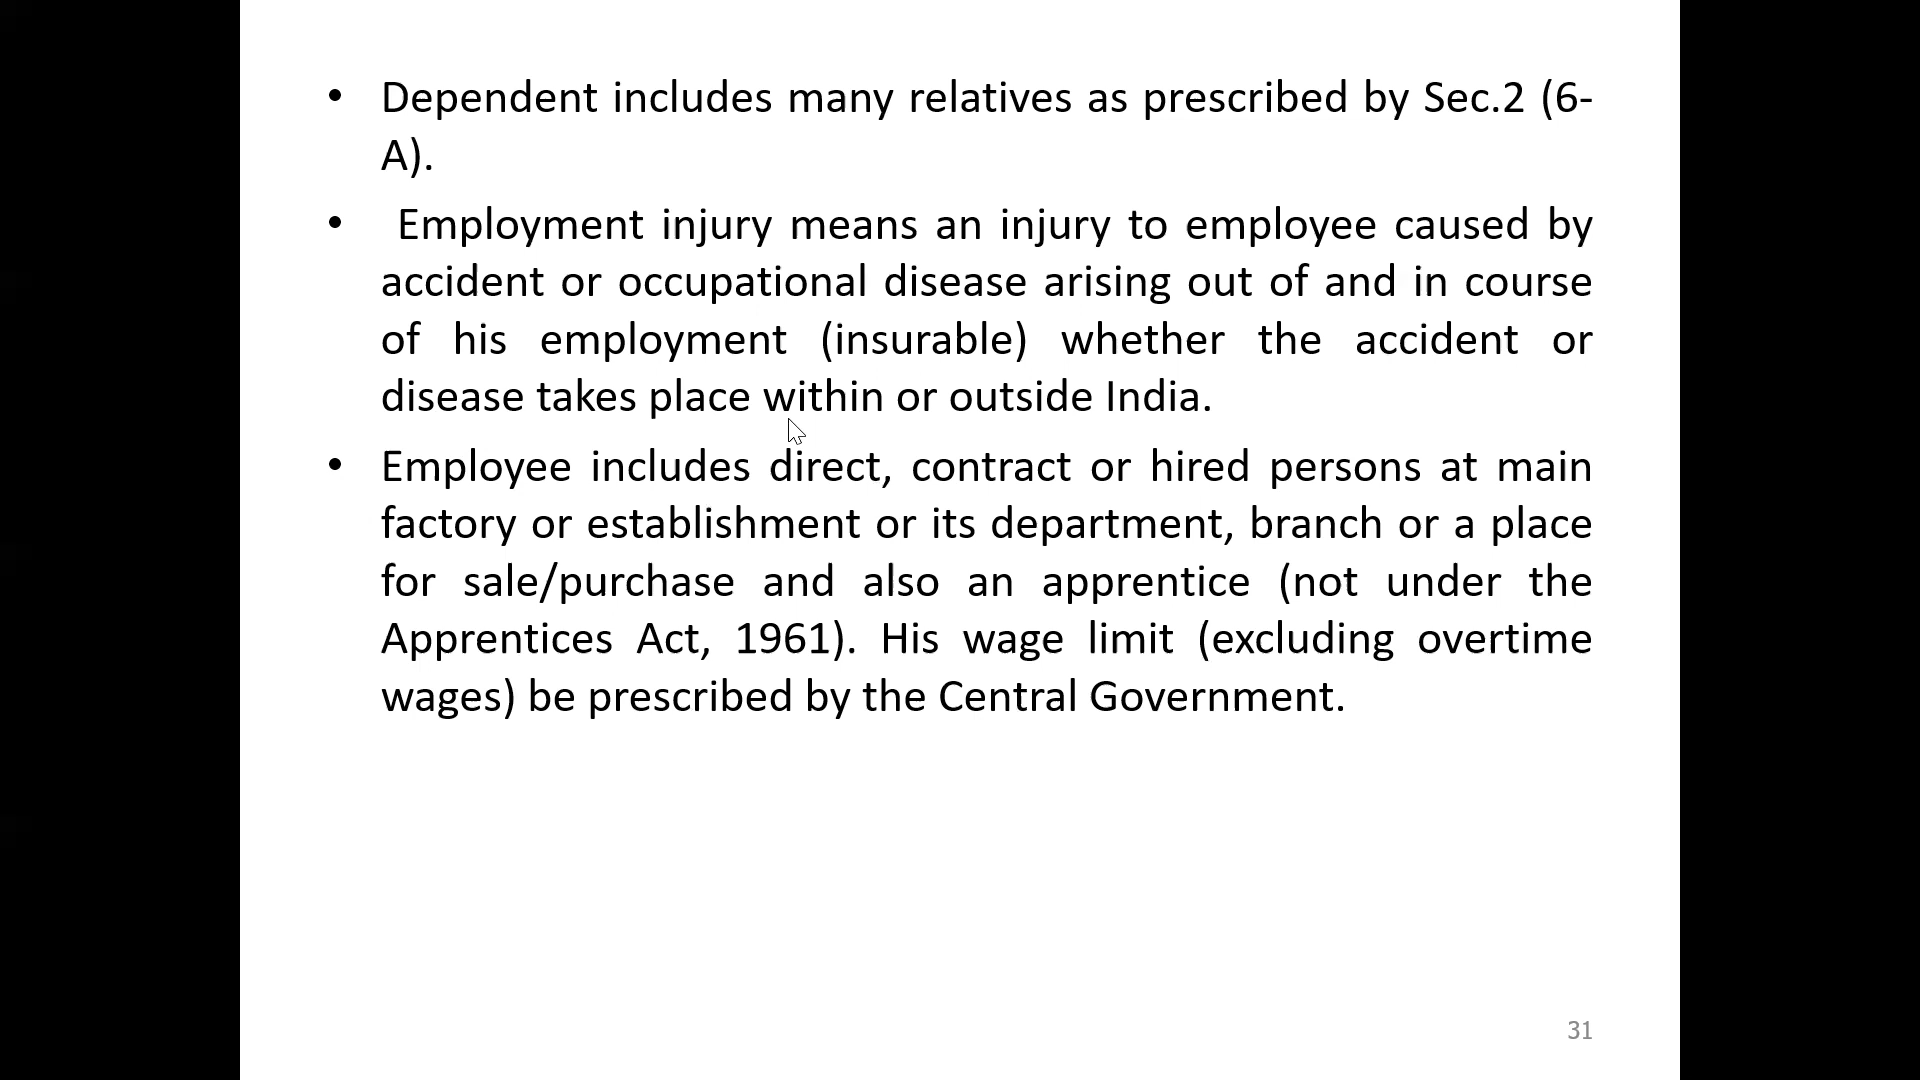 • Dependent includes many relatives as prescribed by Sec.2 (6-
A).
• Employment injury means an injury to employee caused by
accident or occupational disease arising out of and in course
of his employment (insurable) whether the accident or
disease takes place within or outside India.
• Employee includes direct, contract or hired persons at main
factory or establishment or its department, branch or a place
for sale/purchase and also an apprentice (not under the
Apprentices Act, 1961). His wage limit (excluding overtime
wages) be prescribed by the Central Government.
31